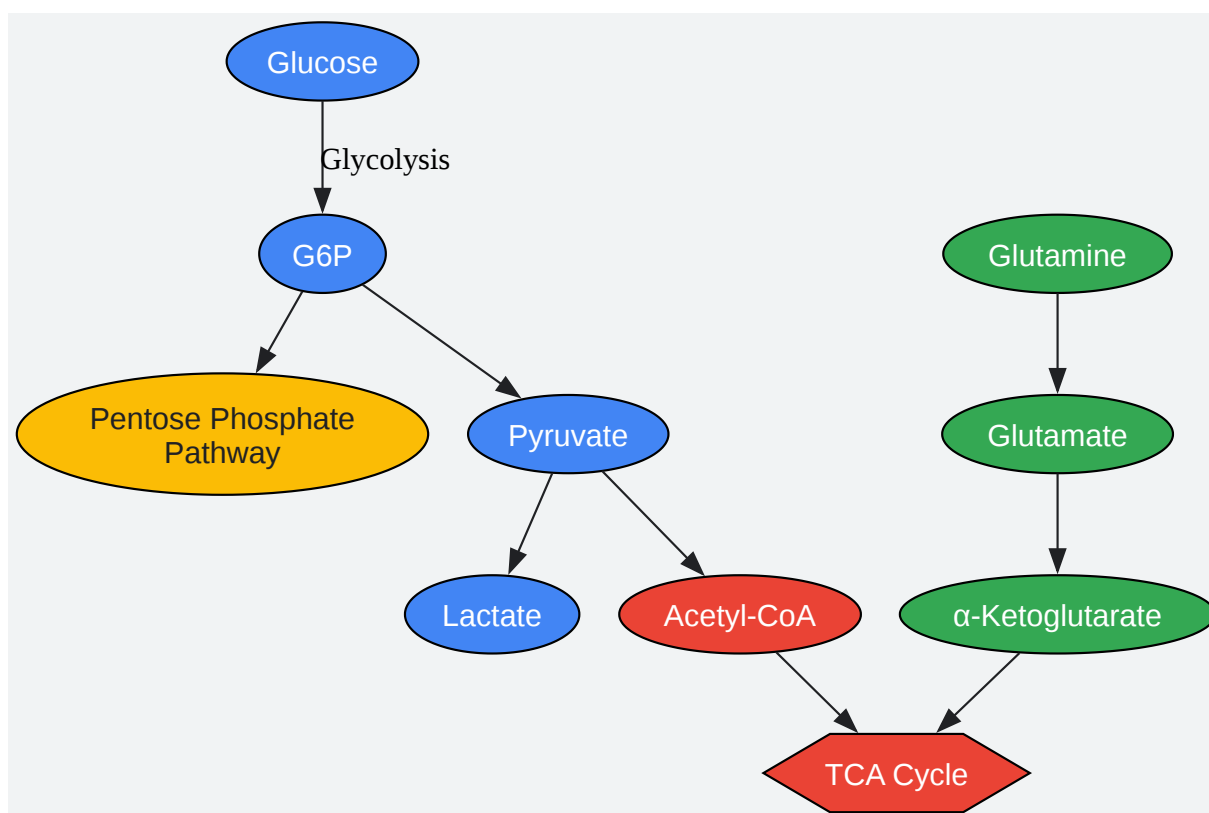 Glucose
Glycolysis
G6P
Glutamine
Pentose Phosphate
Pathway
Pyruvate
Glutamate
Lactate
Acetyl-CoA
α-Ketoglutarate
TCA Cycle